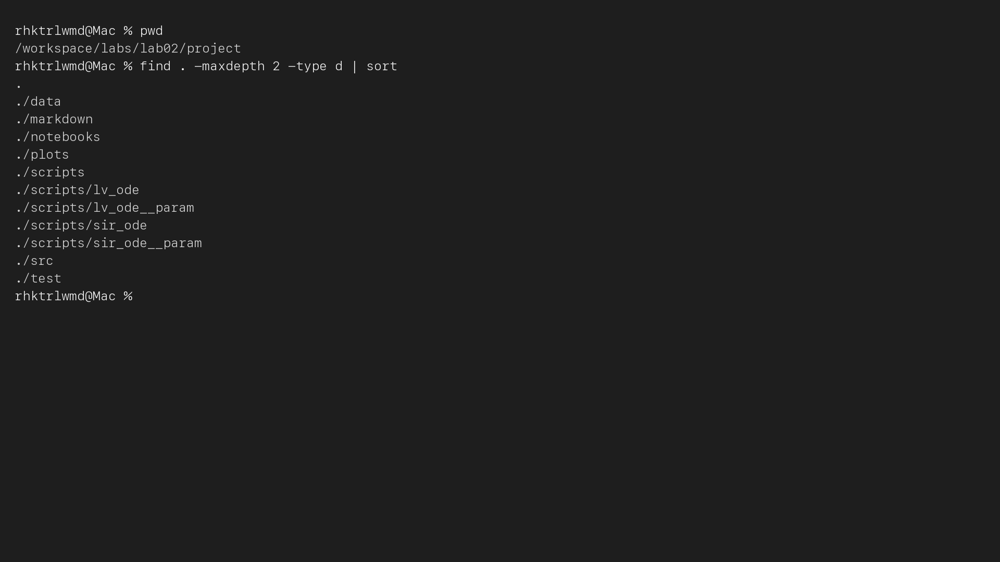 rhktrlwmd@Mac % pwd
/workspace/labs/lab02/project
rhktrlwmd@Mac % find . -maxdepth 2 -type d | sort
.
./data
./markdown
./notebooks
./plots
./scripts
./scripts/lv_ode
./scripts/lv_ode__param
./scripts/sir_ode
./scripts/sir_ode__param
./src
./test
rhktrlwmd@Mac %